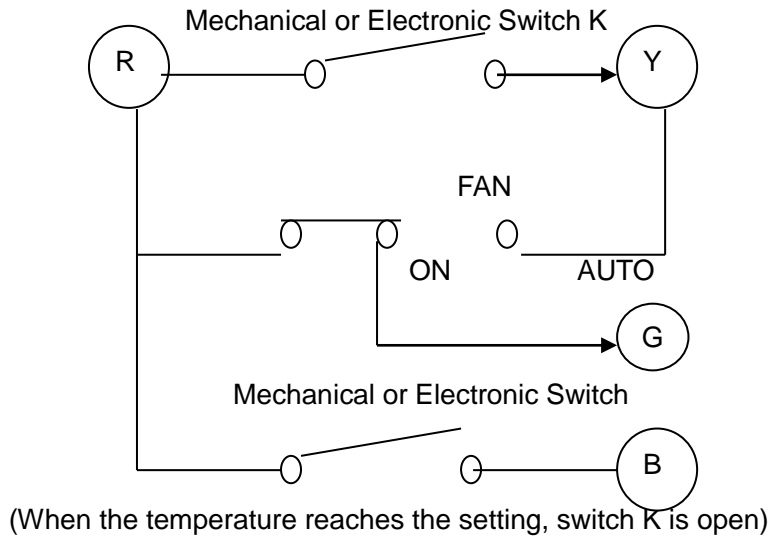 Mechanical or Electronic Switch K
R
Y
FAN
ON
AUTO
G
Mechanical or Electronic Switch
B
(When the temperature reaches the setting, switch K is open)